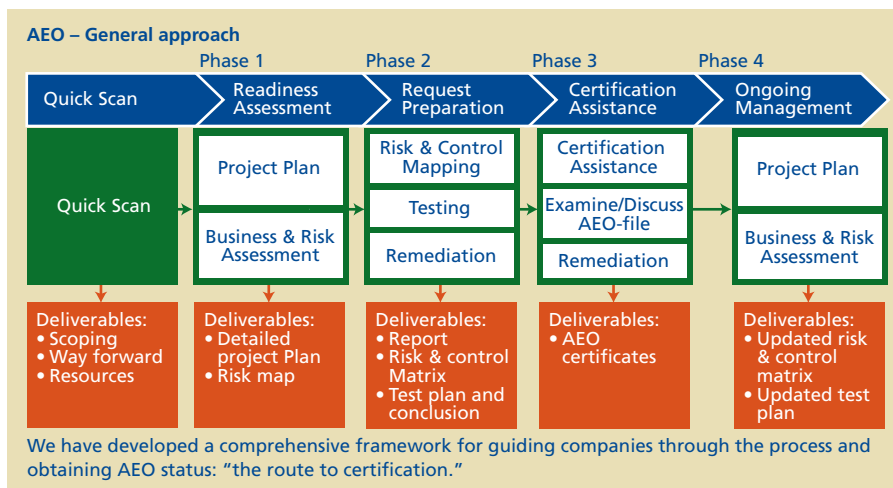 AEO – General approach
Phase 1
Phase 2
Phase 3
Phase 4
Quick Scan
Readiness
Assessment
Request
Preparation
Certification
Assistance
Ongoing
Management
Quick Scan
Project Plan
Business & Risk
Assessment
Risk & Control
Mapping
Testing
Remediation
Certification
Assistance
Examine/Discuss
AEO-file
Remediation
Project Plan
Business & Risk
Assessment
Deliverables:
• Scoping
• Way forward
• Resources
Deliverables:
• Detailed
project Plan
• Risk map
Deliverables:
• Report
• Risk & control
Matrix
• Test plan and
conclusion
Deliverables:
• AEO
certificates
Deliverables:
• Updated risk
& control
matrix
• Updated test
plan
We have developed a comprehensive framework for guiding companies through the process and
obtaining AEO status: “the route to certification.”